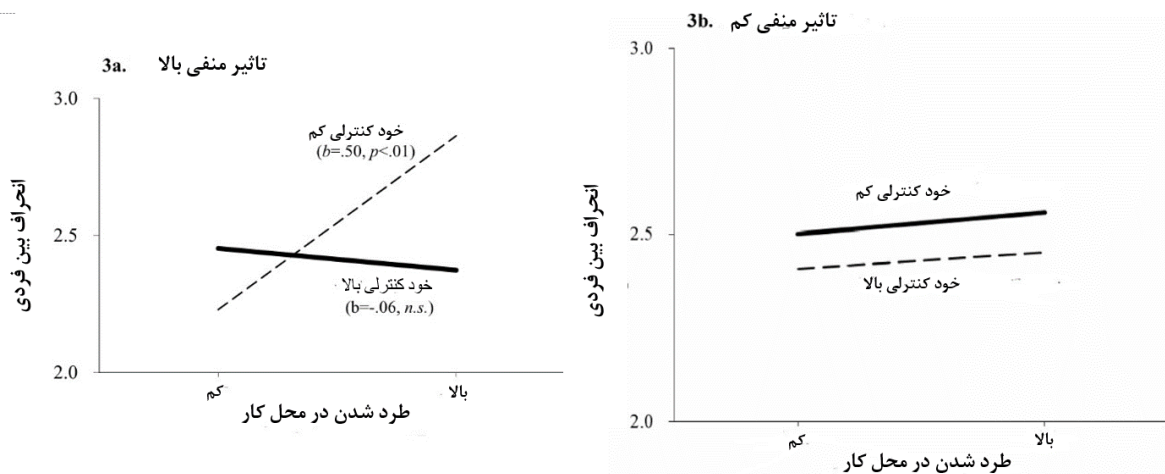 3a. تاثیر منفی بالا
3.0
2.5
2.0
انحراف بین فردی
خود کنترلی کم
(b=.50, p<.01)
خود کنترلی بالا
(b=-.06, n.s.)
کم
بالا
طرد شدن در محل کار
3b. تاثیر منفی کم
3.0
2.5
2.0
انحراف بین فردی
خود کنترلی کم
خود کنترلی بالا
کم
بالا
طرد شدن در محل کار